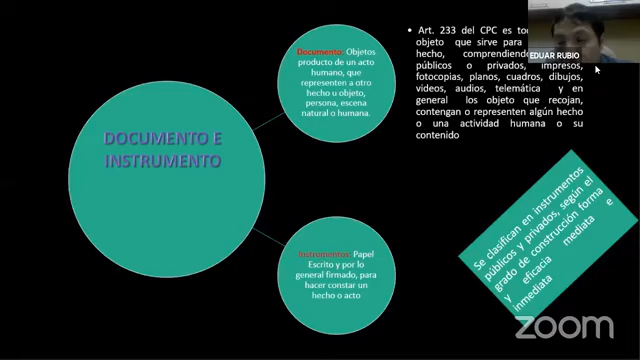 DOCUMENTO E
INSTRUMENTO
Documento: Objetos
producto de un acto
humano, que
representen a otro
hecho u objeto,
persona, escena
natural o humana.
Instrumentos: Papel
Escrito y por lo
general firmado, para
hacer constar un
hecho o acto
• Art. 233 del CPC es
objeto que sirve para
hecho, comprendiendo
públicos o privados, impresos,
fotocopias, planos, cuadros, dibujos,
videos, audios, telemática y en
general los objeto que recojan,
contengan o representen algún hecho
o una actividad humana o su
contenido
EDUAR RUBIO
Se clasifican en instrumentos
públicos y privados, según el
grado de construcción forma
y eficacia mediata e
inmediata
zoom